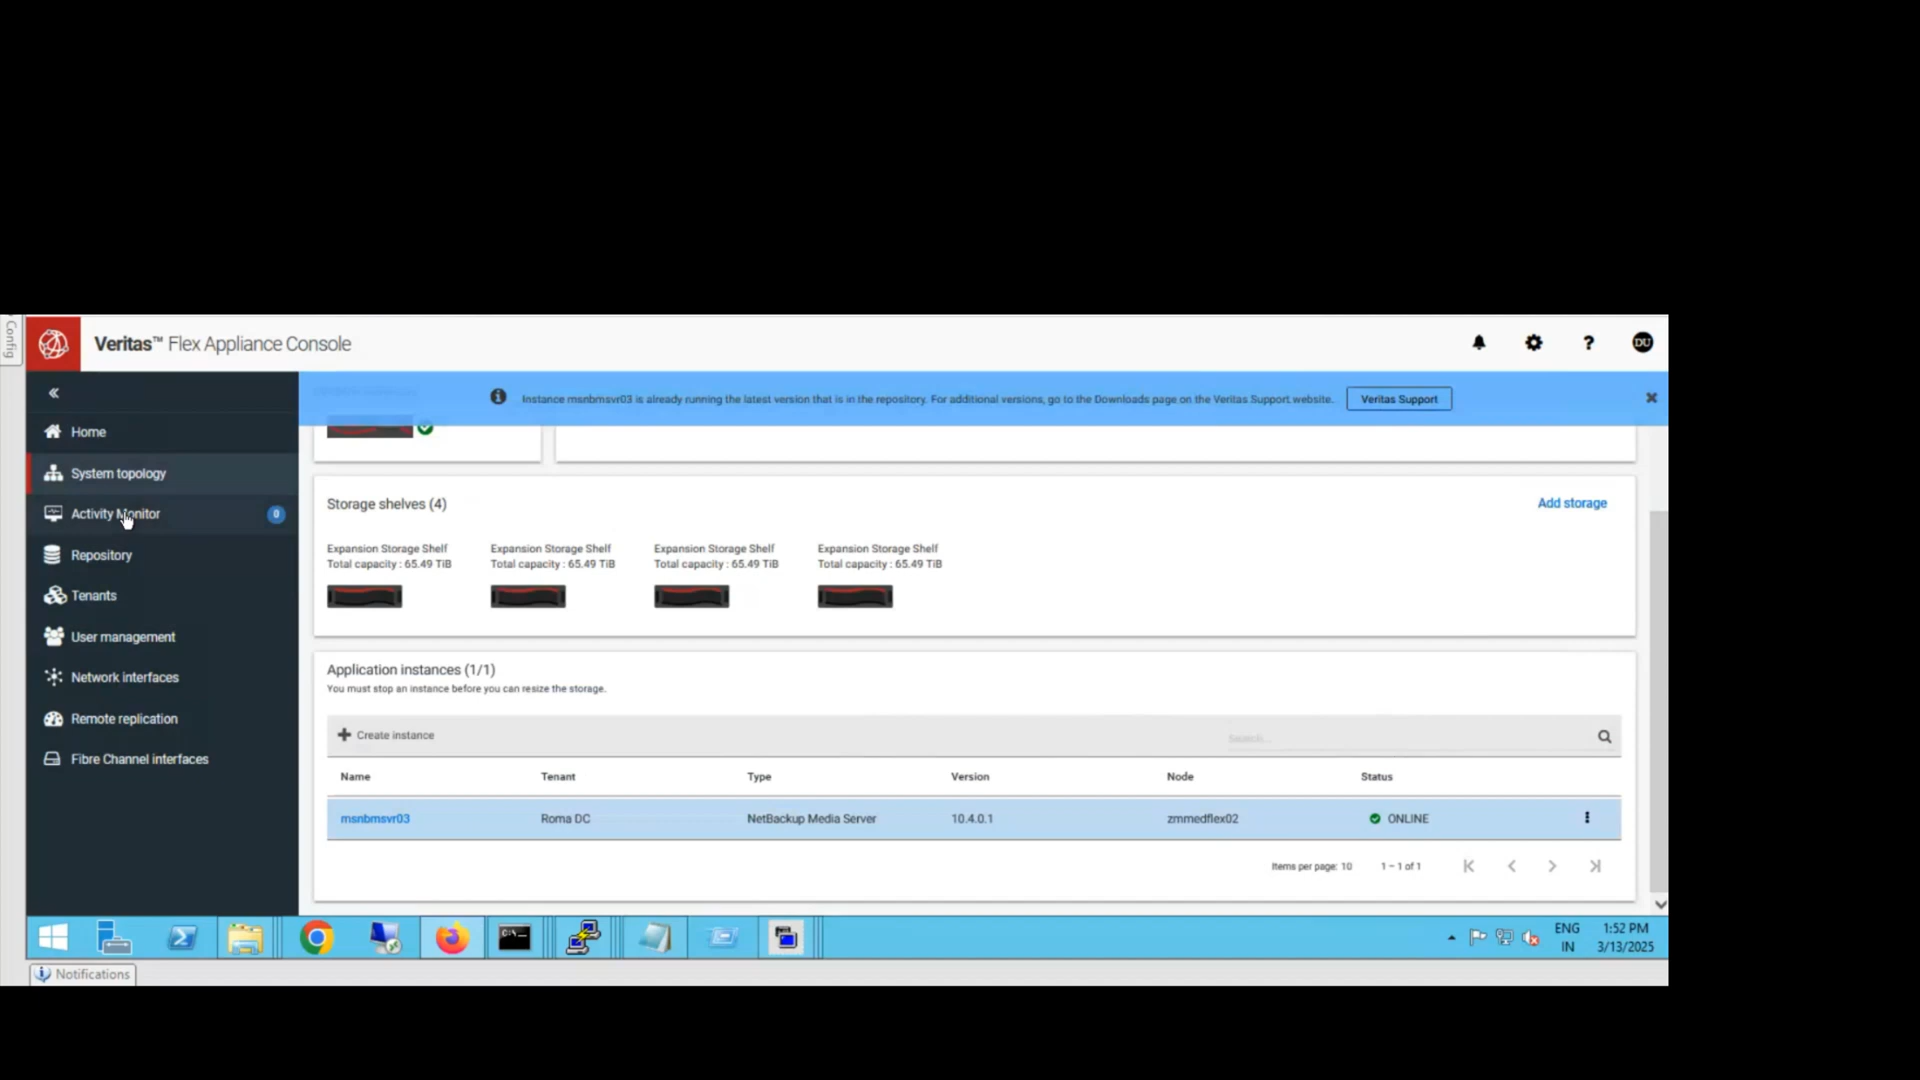 Config
Veritas™ Flex Appliance Console
DU
Instance msnbmsvr03 is already running the latest version that is in the repository. For additional versions, go to the Downloads page on the Veritas Support website.
Veritas Support
Home
System topology
Activity Monitor
0
Repository
Tenants
User management
Network interfaces
Remote replication
Fibre Channel interfaces
Storage shelves (4)
Add storage
Expansion Storage Shelf Expansion Storage Shelf Expansion Storage Shelf Expansion Storage Shelf
Total capacity : 65.49 TiB Total capacity : 65.49 TiB Total capacity : 65.49 TiB Total capacity : 65.49 TiB
Application instances (1/1)
You must stop an instance before you can resize the storage.
Create instance
Search...
Name Tenant Type Version Node Status
msnbmsvr03 Roma DC NetBackup Media Server 10.4.0.1 zmmedflex02 ONLINE
Items per page: 10 1 – 1 of 1
C:\
ENG 1:52 PM
IN 3/13/2025
Notifications